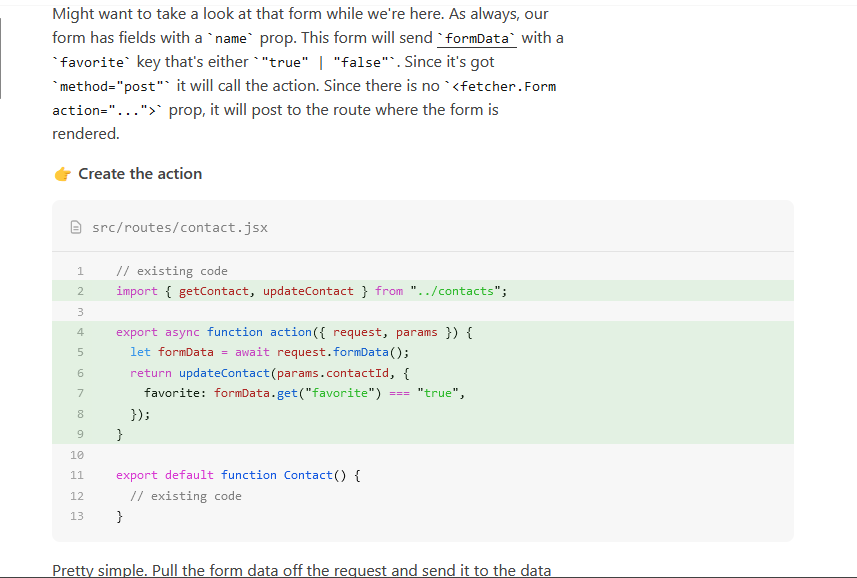 Might want to take a look at that form while we're here. As always, our
form has fields with a `name` prop. This form will send `formData` with a
`favorite` key that's either `"true" | "false"`. Since it's got
`method="post"` it will call the action. Since there is no `<fetcher.Form
action="...">` prop, it will post to the route where the form is
rendered.
👉 Create the action
src/routes/contact.jsx
1 // existing code
2 import { getContact, updateContact } from "../contacts";
3
4 export async function action({ request, params }) {
5   let formData = await request.formData();
6   return updateContact(params.contactId, {
7     favorite: formData.get("favorite") === "true",
8   });
9 }
10
11 export default function Contact() {
12   // existing code
13 }
Pretty simple. Pull the form data off the request and send it to the data